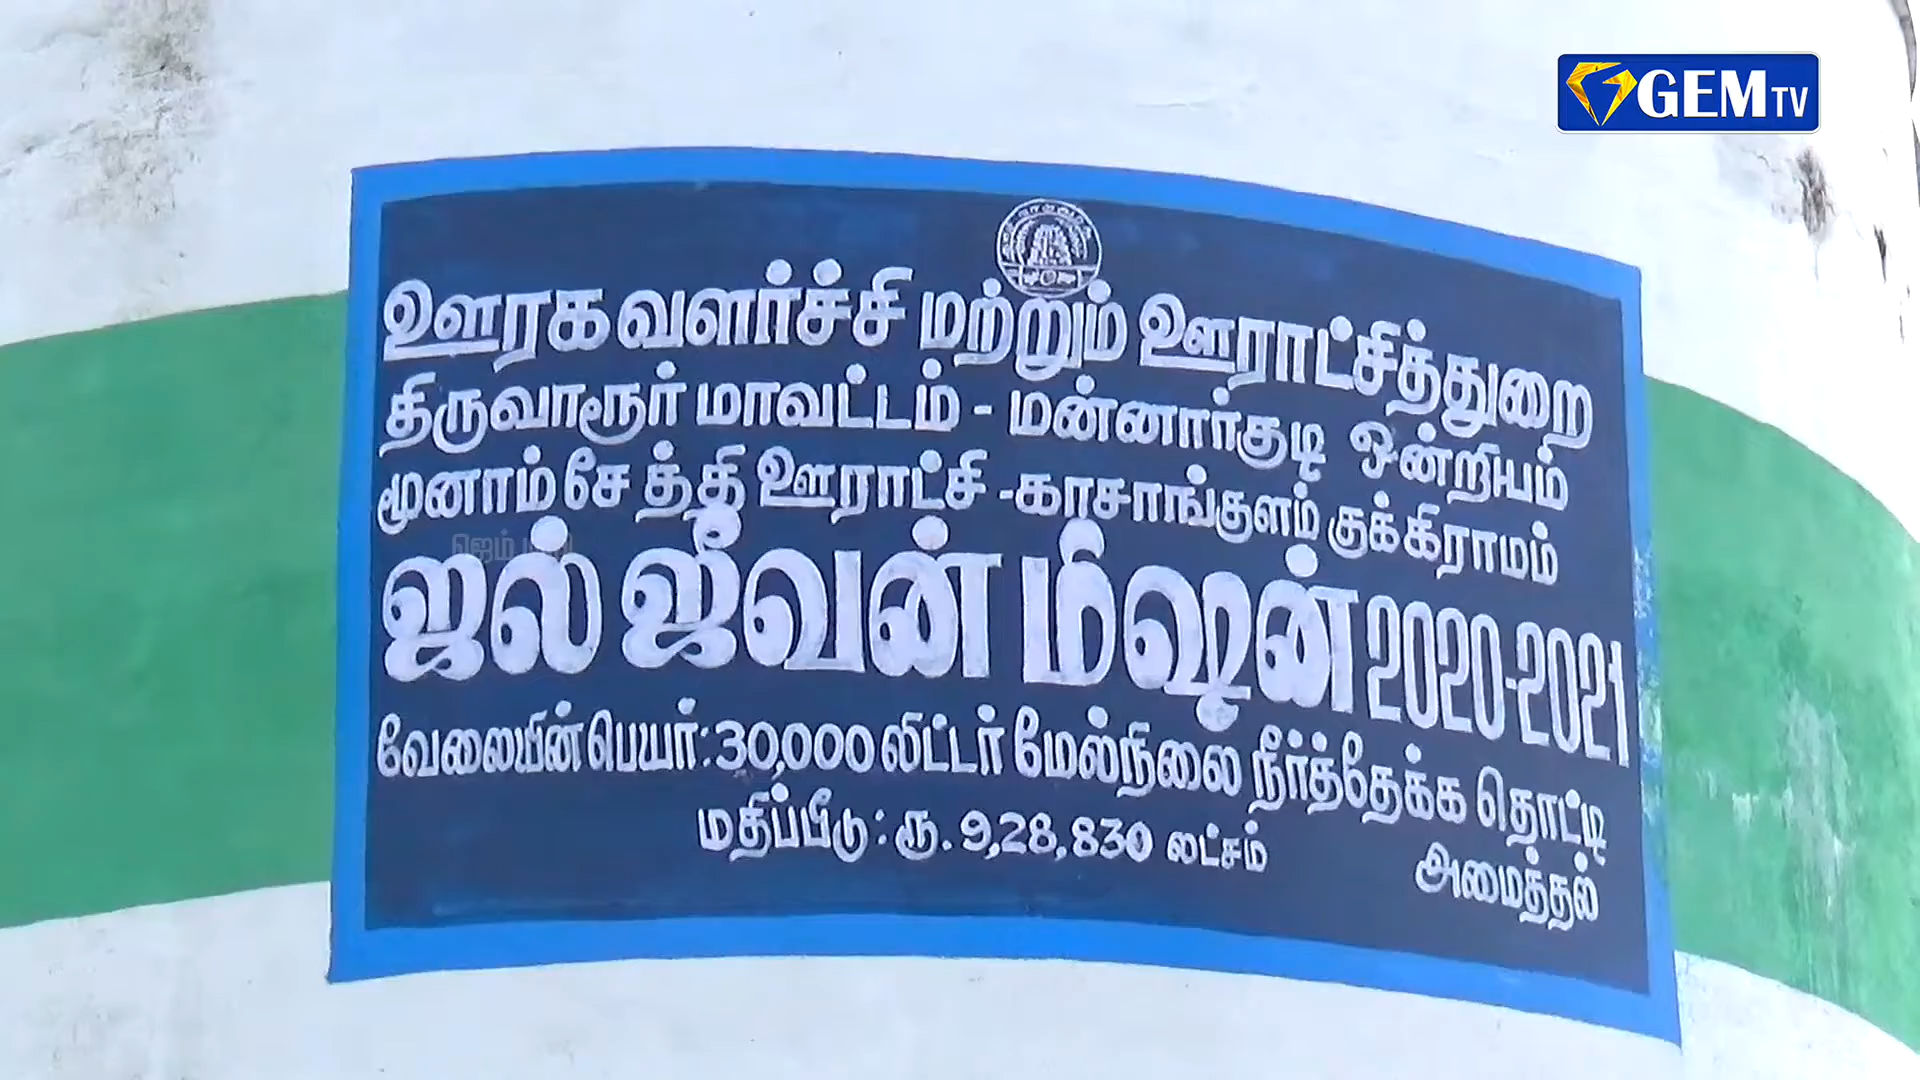 GEM TV
ஊரக வளர்ச்சி மற்றும் ஊராட்சித்துறை
திருவாரூர் மாவட்டம் - மன்னார்குடி ஒன்றியம்
மூனாம்சேத்தி ஊராட்சி - காசாங்குளம் குக்கிராமம்
ஜல் ஜீவன் மிஷன் 2020-2021
வேலையின் பெயர்: 30,000 லிட்டர் மேல்நிலை நீர்த்தேக்க தொட்டி
அமைத்தல்
மதிப்பீடு: ரூ. 9,28,830 லட்சம்